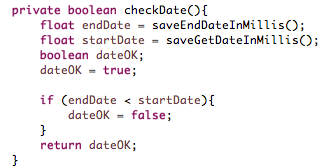 private boolean checkDate(){
    float endDate = saveEndDateInMillis();
    float startDate = saveGetDateInMillis();
    boolean dateOK;
    dateOK = true;

    if (endDate < startDate){
        dateOK = false;
    }
    return dateOK;
}